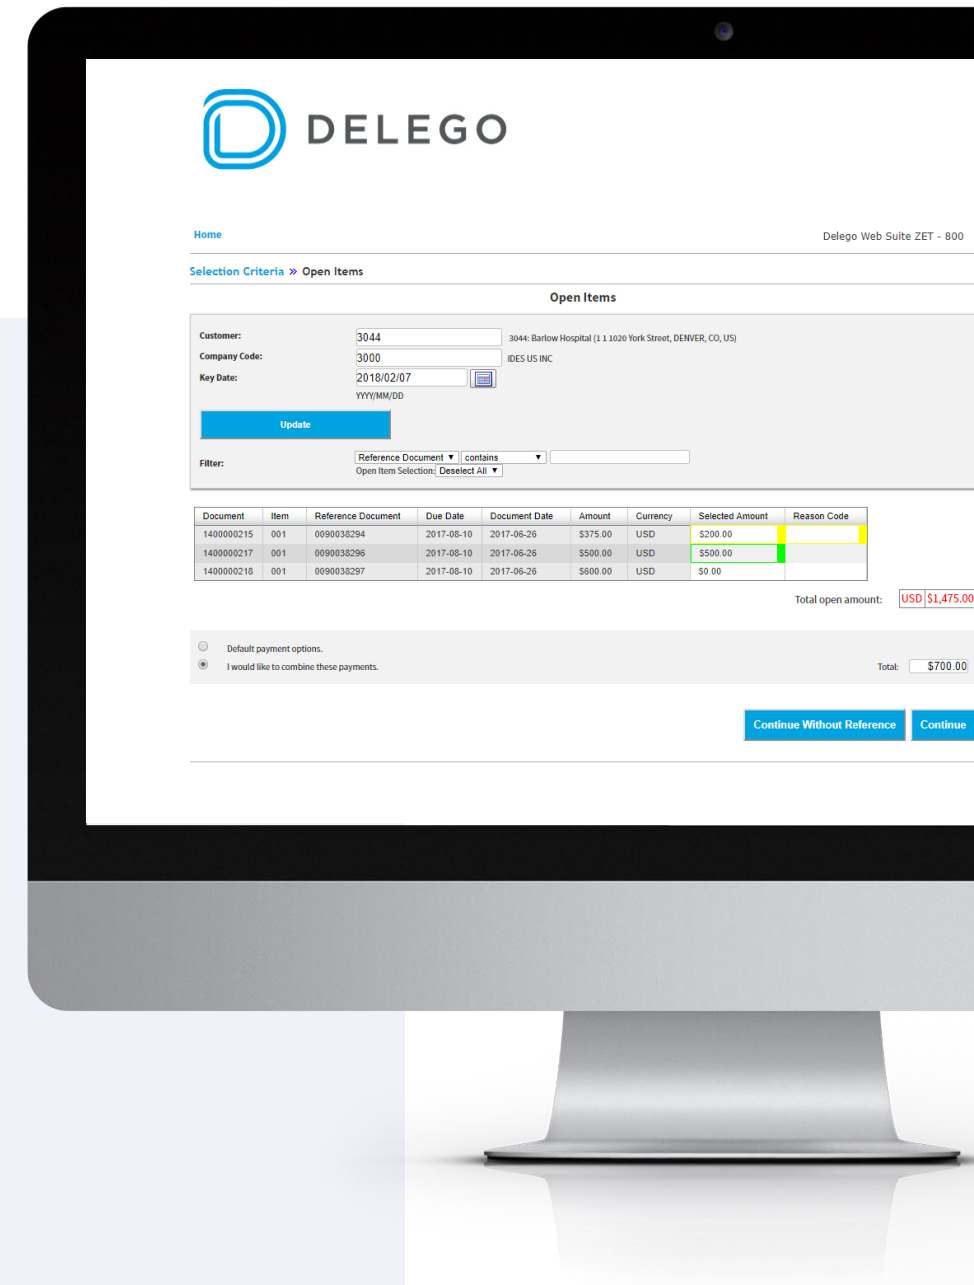 DELEGO
Home
Delego Web Suite ZET - 800
Selection Criteria » Open Items
Open Items
Customer: 3044 3044: Barlow Hospital (1 1 1020 York Street, DENVER, CO, US)
Company Code: 3000 IDES US INC
Key Date: 2018/02/07
YYYY/MM/DD
Update
Filter: Reference Document ▼ contains ▼
Open Item Selection: Deselect All ▼
Document Item Reference Document Due Date Document Date Amount Currency Selected Amount Reason Code
1400000215 001 0090038294 2017-08-10 2017-06-26 $375.00 USD $200.00
1400000217 001 0090038296 2017-08-10 2017-06-26 $500.00 USD $500.00
1400000218 001 0090038297 2017-08-10 2017-06-26 $600.00 USD $0.00
Total open amount: USD $1,475.00
Default payment options.
I would like to combine these payments.
Total: $700.00
Continue Without Reference Continue